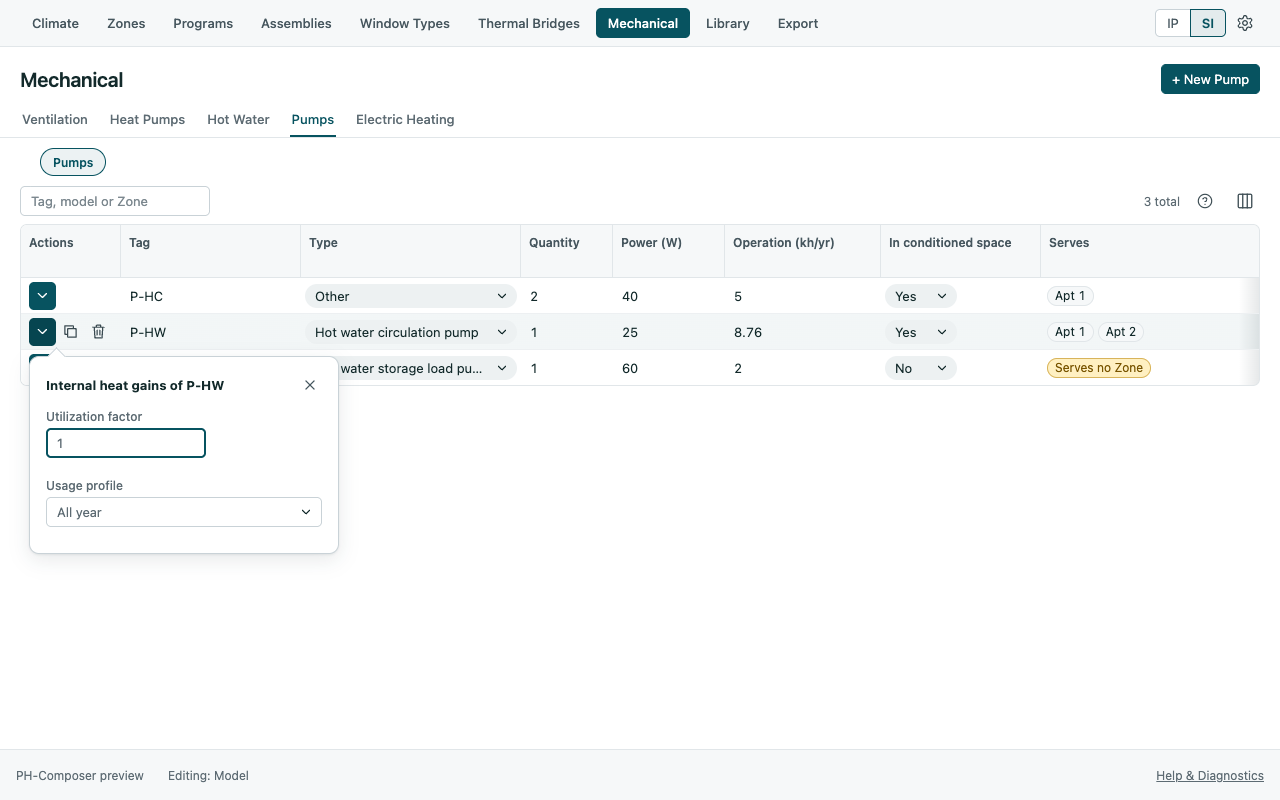 Climate Zones Programs Assemblies Window Types Thermal Bridges Mechanical Library Export IP SI
Mechanical
+ New Pump
Ventilation Heat Pumps Hot Water Pumps Electric Heating
Pumps
Tag, model or Zone
3 total
Actions Tag Type Quantity Power (W) Operation (kh/yr) In conditioned space Serves
P-HC Other 2 40 5 Yes Apt 1
P-HW Hot water circulation pump 1 25 8.76 Yes Apt 1 Apt 2
water storage load pu... 1 60 2 No Serves no Zone
Internal heat gains of P-HW
Utilization factor
1
Usage profile
All year
PH-Composer preview Editing: Model Help & Diagnostics